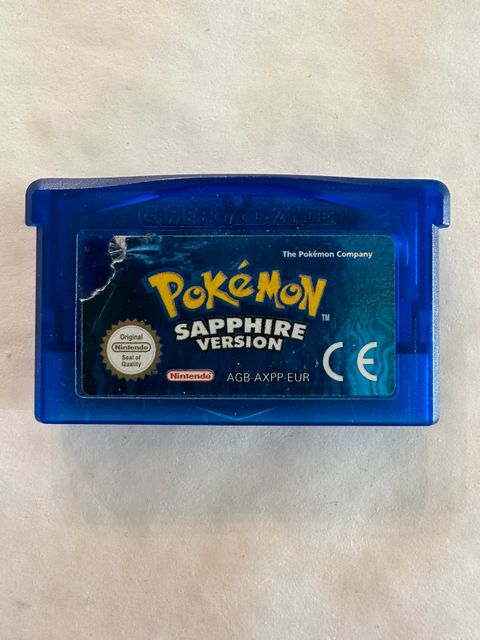 GAME BOY ADVANCE
The Pokémon Company
POKéMON
TM
SAPPHIRE
VERSION
Original
Nintendo
Seal of
Quality
Nintendo
AGB-AXPP-EUR
CE